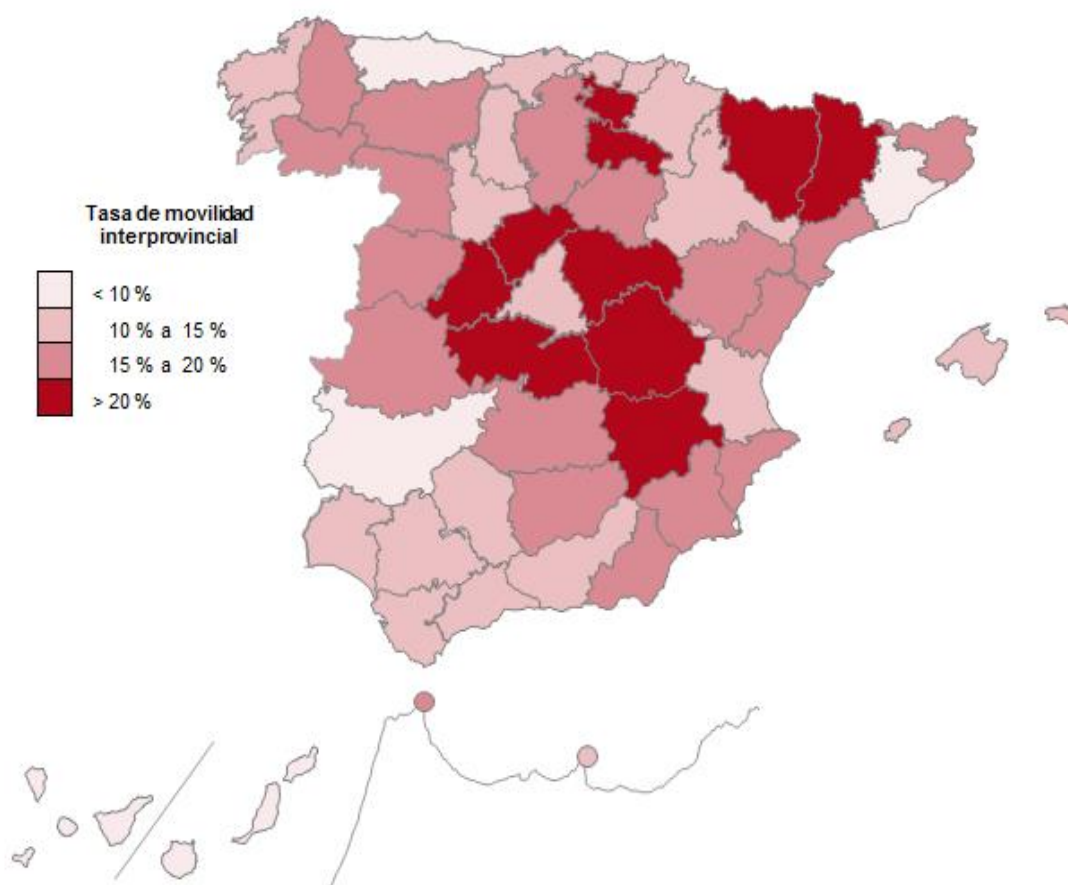 Tasa de movilidad
interprovincial
< 10 %
10 % a 15 %
15 % a 20 %
> 20 %